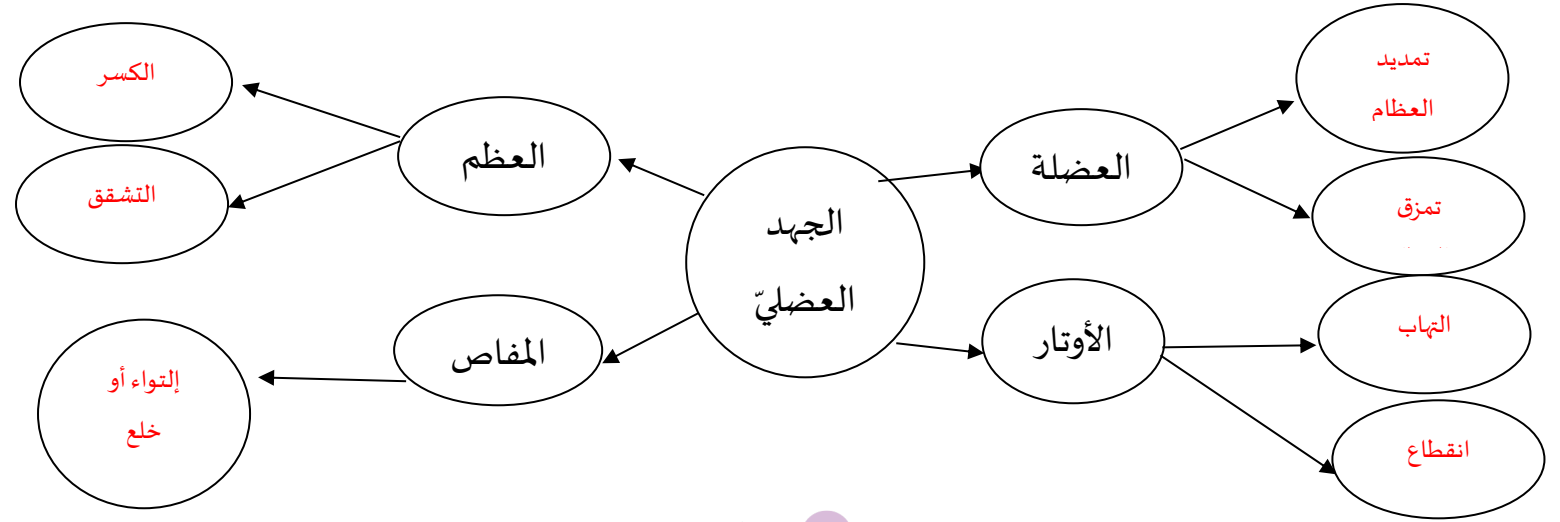 الجهد
العضليّ
العضلة
تمديد
العظام
تمزق
الأوتار
التهاب
انقطاع
العظم
الكسر
التشقق
المفاص
إلتواء أو
خلع